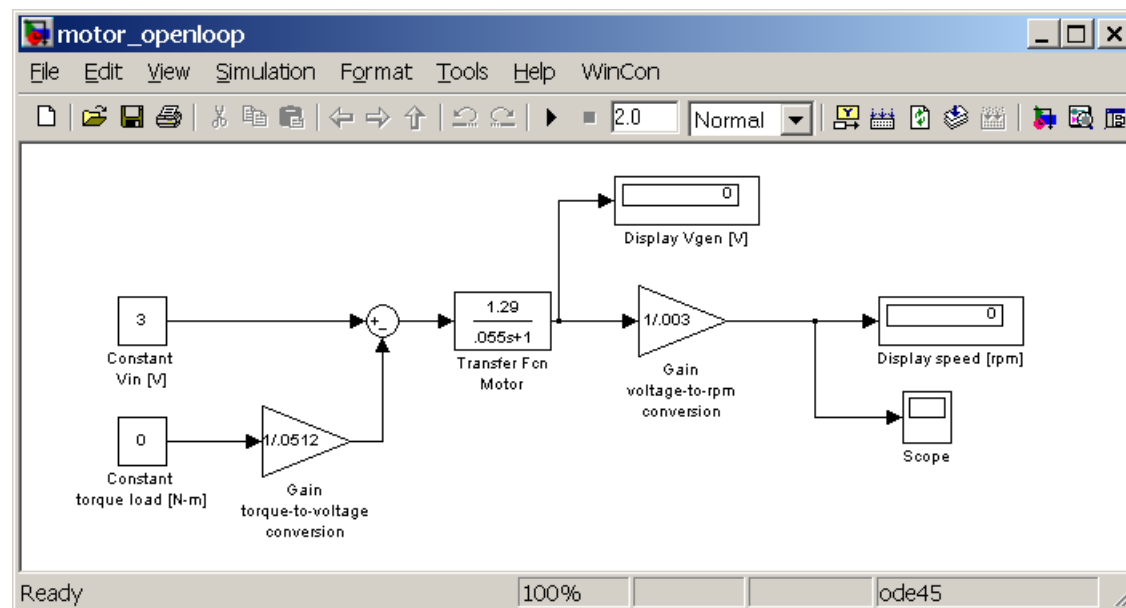 motor_openloop
File Edit View Simulation Format Tools Help WinCon
2.0 Normal
0
Display Vgen [V]
3
Constant
Vin [V]
+
-
1.29
.055s+1
Transfer Fcn
Motor
1/.003
Gain
voltage-to-rpm
conversion
0
Display speed [rpm]
Scope
0
Constant
torque load [N-m]
1/.0512
Gain
torque-to-voltage
conversion
Ready 100% ode45